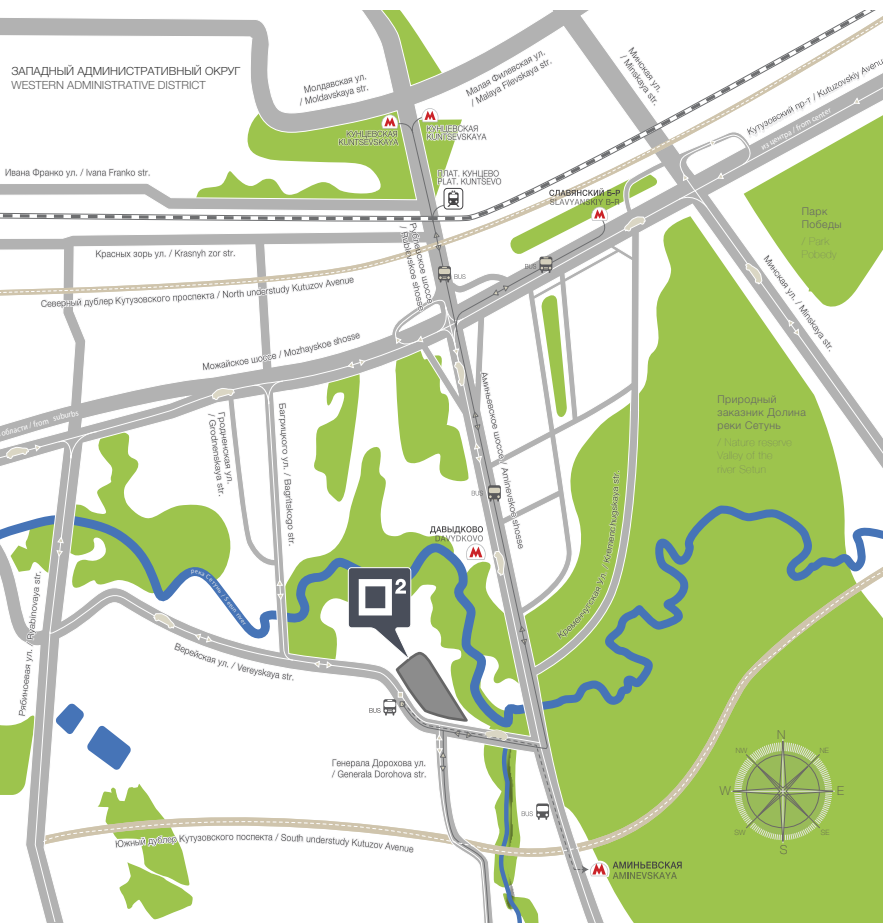 ЗАПАДНЫЙ АДМИНИСТРАТИВНЫЙ ОКРУГ
WESTERN ADMINISTRATIVE DISTRICT
Молдавская ул.
/ Moldavskaya str.
Малая Филевская ул.
/ Malaya Filevskaya str.
Минская ул.
/ Minskaya str.
Кутузовский пр-т / Kutuzovskiy Avenue
из центра / from center
М
КУНЦЕВСКАЯ
KUNTSEVSKAYA
М
КУНЦЕВСКАЯ
KUNTSEVSKAYA
Ивана Франко ул. / Ivana Franko str.
ПЛАТ. КУНЦЕВО
PLAT. KUNTSEVO
СЛАВЯНСКИЙ Б-Р
SLAVYANSKIY B-R
М
Парк
Победы
/ Park
Pobedy
Красных зорь ул. / Krasnyh zor str.
Рублевское шоссе
/ Rublevskoe shosse
BUS
BUS
Минская ул. / Minskaya str.
Северный дублер Кутузовского проспекта / North understudy Kutuzov Avenue
Можайское шоссе / Mozhayskoe shosse
области / from suburbs
Гродненская ул.
/ Grodnenskaya str.
Багрицкого ул. / Bagritskogo str.
Аминьевское шоссе / Aminevskoe shosse
Природный
заказник Долина
реки Сетунь
/ Nature reserve
Valley of the
river Setun
BUS
ДАВЫДКОВО
DAVYDKOVO
М
Кременчугская ул. / Kremenchugskaya str.
река Сетунь / Setun river
2
Рябиновая ул. / Ryabinovaya str.
Верейская ул. / Vereyskaya str.
BUS
Генерала Дорохова ул.
/ Generala Dorohova str.
BUS
Южный дублер Кутузовского поспекта / South understudy Kutuzov Avenue
М
АМИНЬЕВСКАЯ
AMINEVSKAYA
N
NW
NE
W
E
SW
SE
S